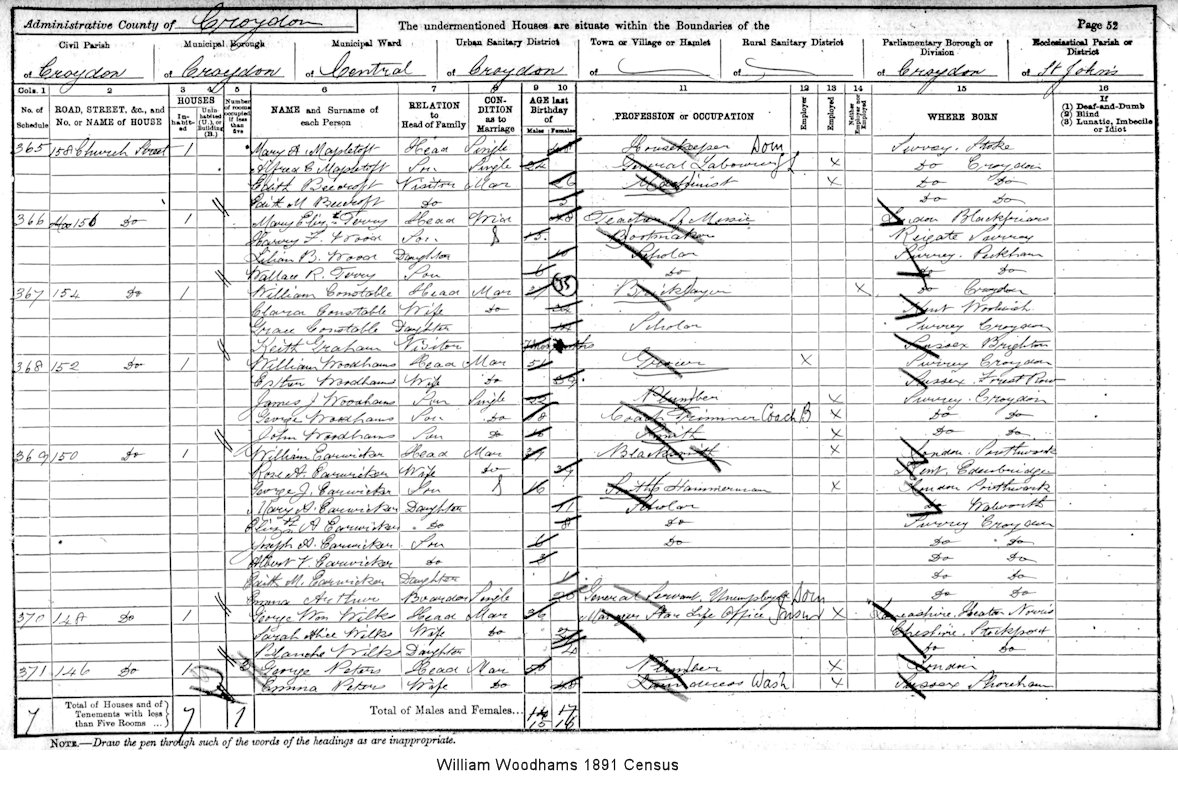 Administrative County of Croydon The undermentioned Houses are situate within the Boundaries of the Page 52
Civil Parish Municipal Borough Municipal Ward Urban Sanitary District Town or Village or Hamlet Rural Sanitary District Parliamentary Borough or Division Ecclesiastical Parish or District
of Croydon of Croydon of Central of Croydon of of of Croydon of St John's
Cols. 1 2 3 4 5 6 7 8 9 10 11 12 13 14 15 16
No. of Schedule ROAD, STREET, &c., and No. or NAME of HOUSE HOUSES Inhabited Uninhabited (U.), or Building (B.) Number of rooms occupied if less than five NAME and Surname of each Person RELATION to Head of Family CONDITION as to Marriage AGE last Birthday of Males Females PROFESSION or OCCUPATION Employer Employed Neither Employer nor Employed WHERE BORN If (1) Deaf-and-Dumb (2) Blind (3) Lunatic, Imbecile or Idiot
365 158 Church Street 1 Mary A. Mapletoft Head Single Housekeeper Dom Surrey Stoke
Alfred E. Mapletoft Son Single General Labourer X Do Croydon
Edith Beecroft Visitor Mar 26 Machinist X Do Do
Edith M. Beecroft Do Do Do
366 156 Do Mary Eliz.th Terry Head Wid 48 Teacher of Music London Blackfriars
Harry F. Wood Son S 15 Bootmaker Reigate Surrey
Lilian B. Wood Daughter 10 Scholar Surrey Peckham
Wallace R. Terry Son 6 Do Do Do
367 154 Do 1 William Constable Head Mar 35 Bricklayer X Do Croydon
Clara Constable Wife Do Kent Woolwich
Grace Constable Daughter Scholar Surrey Croydon
Keith Graham Visitor months Sussex Brighton
368 152 Do 1 William Woodhams Head Mar 51 Grocer X Surrey Croydon
Esther Woodhams Wife Do 59 Sussex Forest Row
James J. Woodhams Son Single Plumber X Surrey Croydon
George Woodhams Son Do 18 Coach Trimmer Coach B X Do Do
John Woodhams Son Do 16 Smith X Do Do
369 150 Do 1 William Earwicker Head Mar Blacksmith X London Southwark
Rose A. Earwicker Wife Do Kent Edenbridge
George J. Earwicker Son S 16 Smiths Hammerman X London Southwark
Mary A. Earwicker Daughter 11 Scholar Do Walworth
Eliz.th A. Earwicker Do 8 Do Surrey Croydon
Joseph A. Earwicker Son 6 Do Do Do
Albert V. Earwicker Do 3 Do Do
Edith M. Earwicker Daughter 1 Do Do
Emma Arthur Boarder Single 20 General Servant, Unemployed Dom Do Do
370 148 Do 1 George Wm Wilks Head Mar 26 Manager Star Life Office Insur X Lancashire, Heaton Norris
Sarah Alice Wilks Wife Do Cheshire, Stockport
Blanche Wilks Daughter Do Do
371 146 Do 1 2 George Peters Head Mar 50 Plumber X London
Emma Peters Wife Do 48 Laundress Wash X Sussex Shoreham
7 Total of Houses and of Tenements with less than Five Rooms ... 7 1 Total of Males and Females... 14 17
15 16
NOTE.—Draw the pen through such of the words of the headings as are inappropriate.
William Woodhams 1891 Census